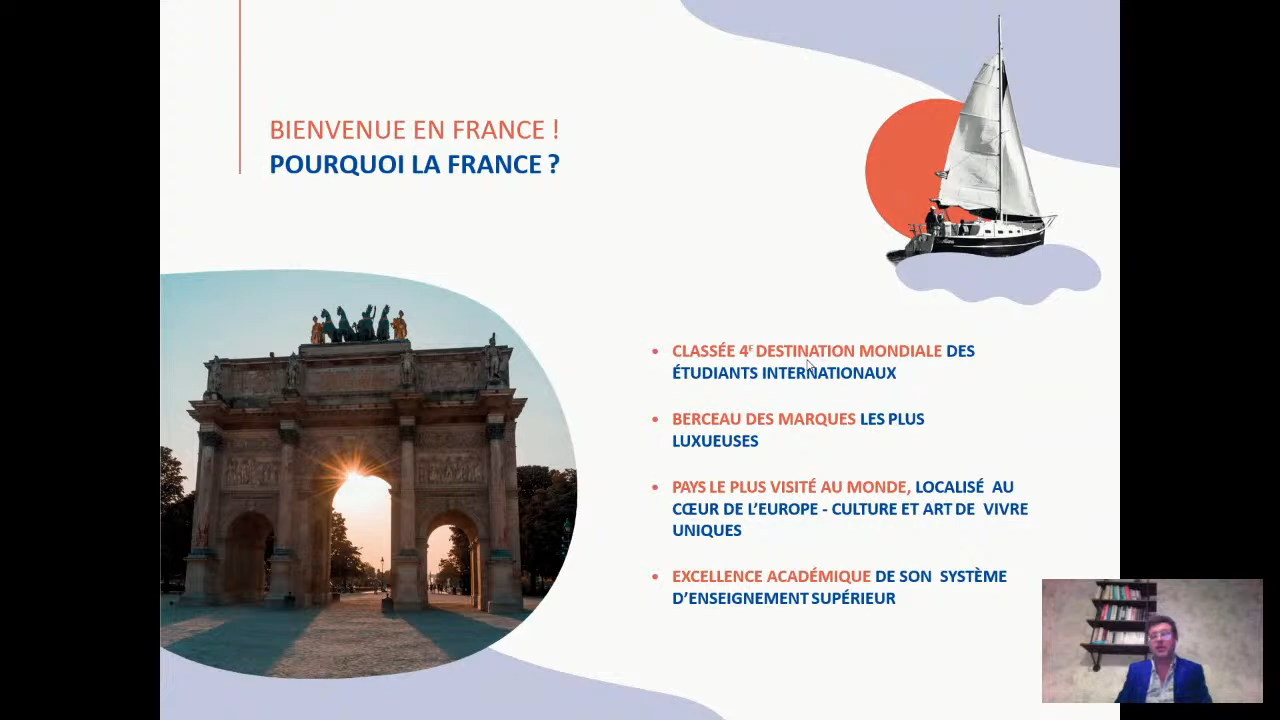 BIENVENUE EN FRANCE !
POURQUOI LA FRANCE ?
• CLASSÉE 4ᴱ DESTINATION MONDIALE DES
ÉTUDIANTS INTERNATIONAUX
• BERCEAU DES MARQUES LES PLUS
LUXUEUSES
• PAYS LE PLUS VISITÉ AU MONDE, LOCALISÉ AU
CŒUR DE L’EUROPE - CULTURE ET ART DE VIVRE
UNIQUES
• EXCELLENCE ACADÉMIQUE DE SON SYSTÈME
D’ENSEIGNEMENT SUPÉRIEUR